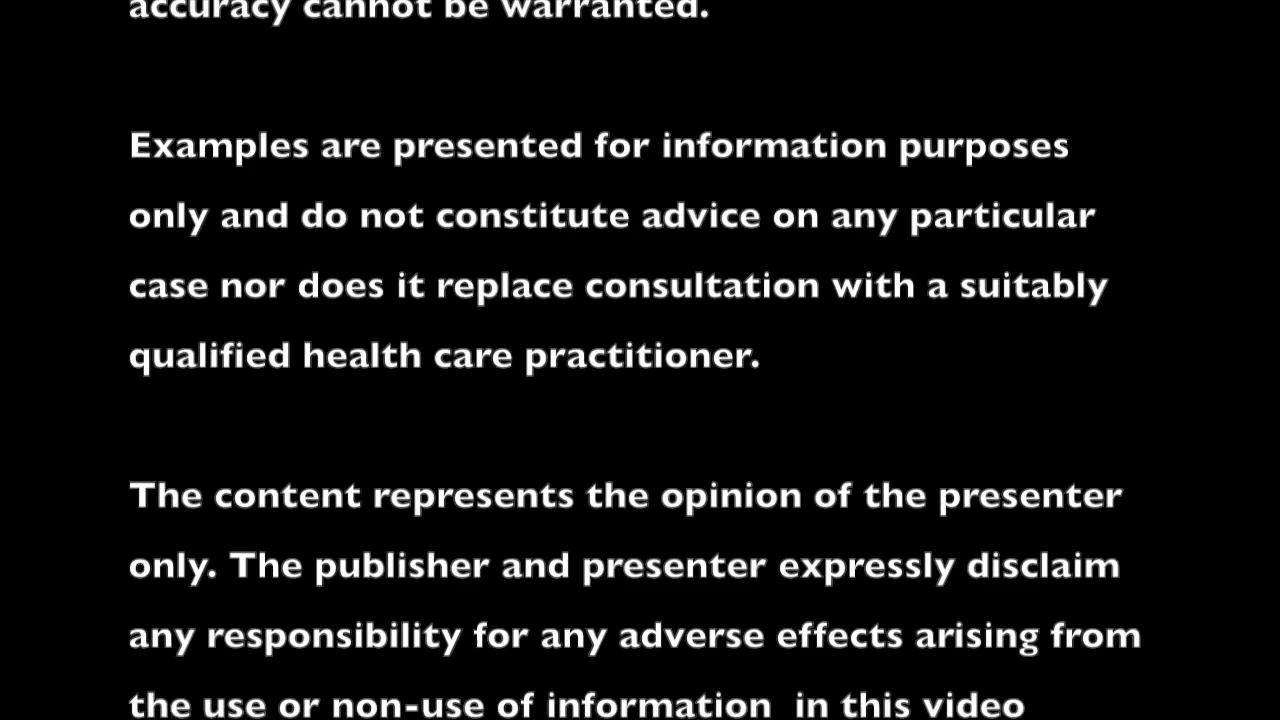 accuracy cannot be warranted.
Examples are presented for information purposes
only and do not constitute advice on any particular
case nor does it replace consultation with a suitably
qualified health care practitioner.
The content represents the opinion of the presenter
only. The publisher and presenter expressly disclaim
any responsibility for any adverse effects arising from
the use or non-use of information  in this video